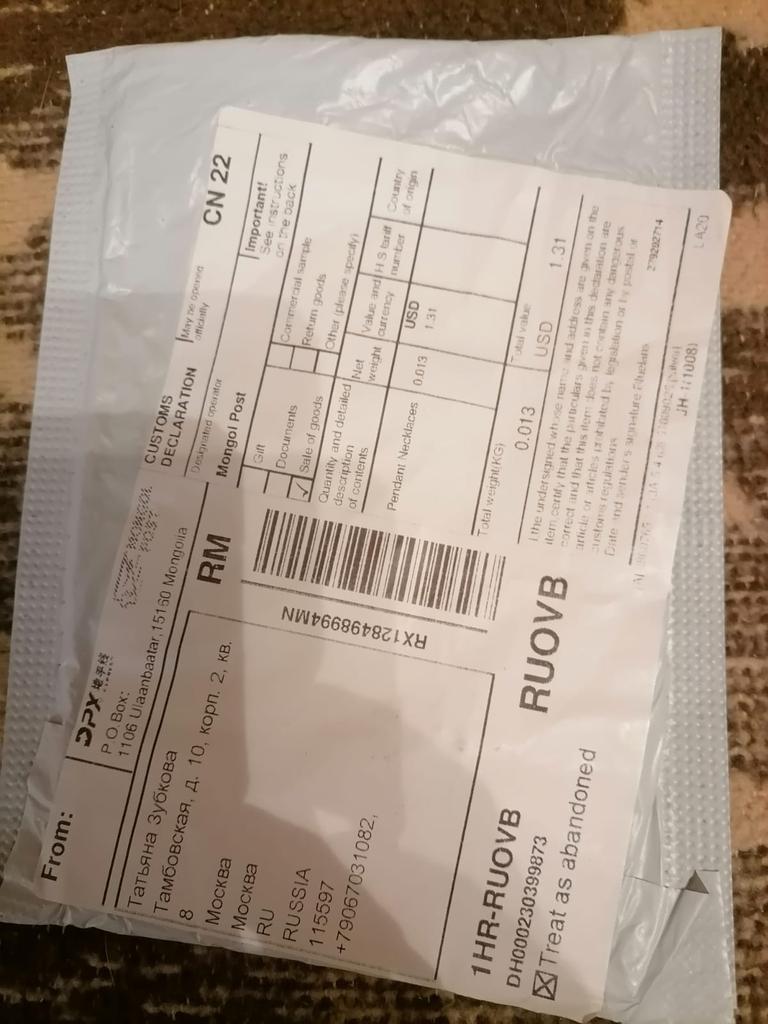 From:
DPX 地平线
EXPRESS
P.O.Box:
1106 Ulaanbaatar,15160 Mongolia
Татьяна Зубкова
Тамбовская, д. 10, корп. 2, кв.
8
Москва
Москва
RU
RUSSIA
115597
+79067031082,
RM
RX128498994MN
1HR-RUOVB
DH000230399873
☒Treat as abandoned
RUOVB
CUSTOMS
DECLARATION
May be opened
officially
CN 22
Designated operator
Mongol Post
Important!
See instructions
on the back
Gift
Commercial sample
Documents
Return goods
✓ Sale of goods
Other (please specify)
Quantity and detailed
description
of contents
Net
weight
Value and
currency
H S tariff
number
Country
of origin
Pendant Necklaces
0.013
USD
1.31
Total weight(KG)
Total value
0.013
USD 1.31
I,the undersigned whose name and address are given on the
item certify that the particulars given in this declaration are
correct and that this item does not contain any dangerous
article or articles prohibited by legislation or by postal or
customs regulations
Date and sender's signature
JH-1(1008)
LA20